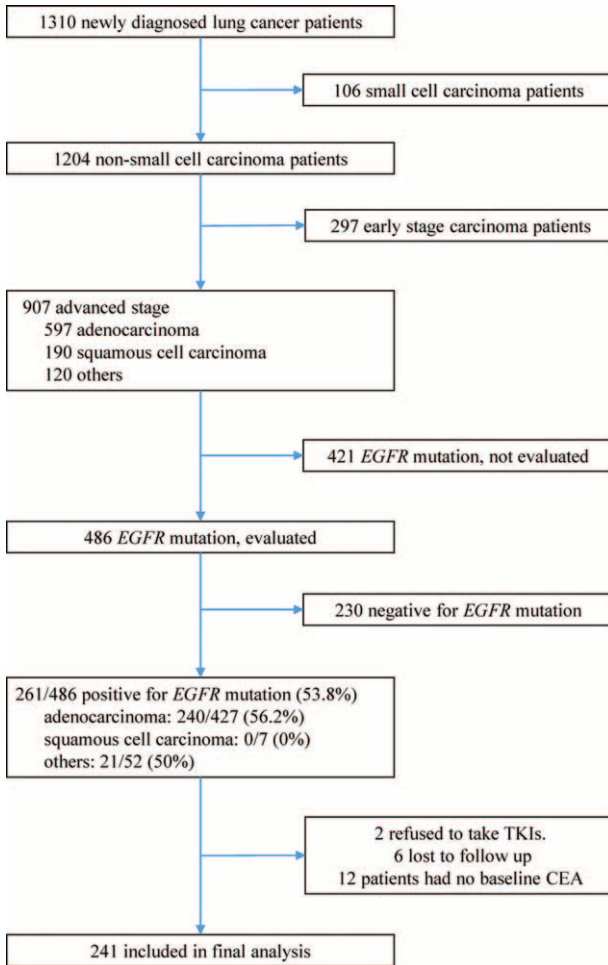 1310 newly diagnosed lung cancer patients
106 small cell carcinoma patients
1204 non-small cell carcinoma patients
297 early stage carcinoma patients
907 advanced stage
597 adenocarcinoma
190 squamous cell carcinoma
120 others
421 EGFR mutation, not evaluated
486 EGFR mutation, evaluated
230 negative for EGFR mutation
261/486 positive for EGFR mutation (53.8%)
adenocarcinoma: 240/427 (56.2%)
squamous cell carcinoma: 0/7 (0%)
others: 21/52 (50%)
2 refused to take TKIs.
6 lost to follow up
12 patients had no baseline CEA
241 included in final analysis